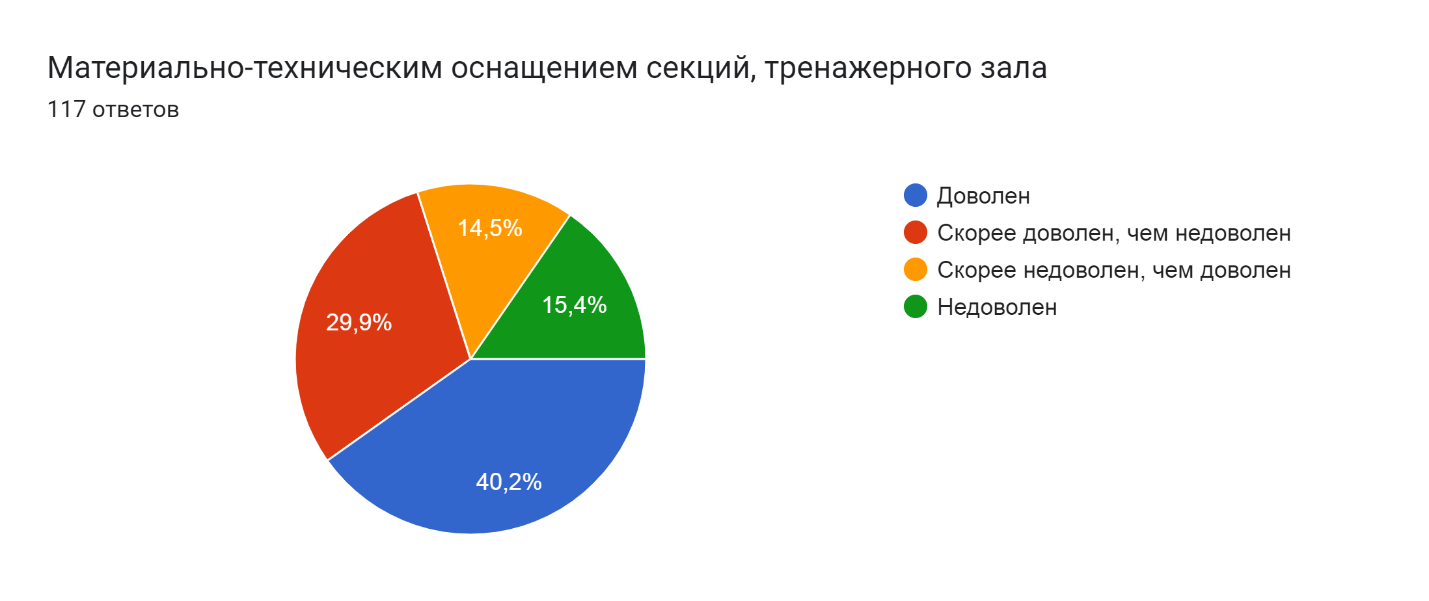 Материально-техническим оснащением секций, тренажерного зала
117 ответов
14,5%
15,4%
29,9%
40,2%
Доволен
Скорее доволен, чем недоволен
Скорее недоволен, чем доволен
Недоволен